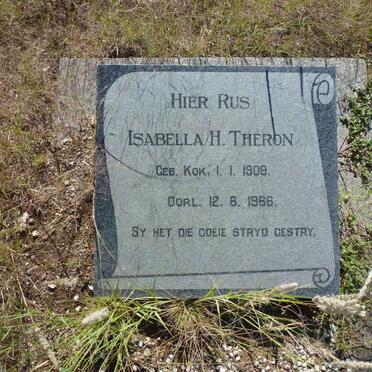 HIER RUS
ISABELLA H. THERON
GEB. KOK, 1. 1. 1909.
OORL. 12. 6. 1966.
SY HET DIE GOEIE STRYD GESTRY.